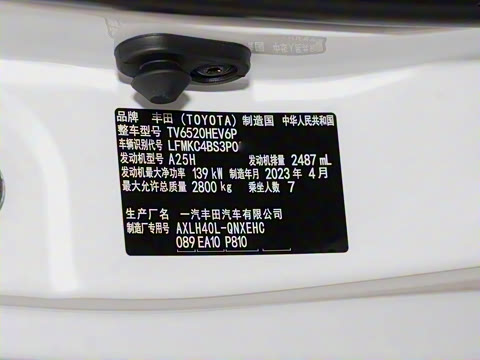 品牌 丰田 (TOYOTA) 制造国 中华人民共和国
整车型号 TV6520HEV6P
车辆识别代号 LFMKC4BS3P0
发动机型号 A25H 发动机排量 2487 mL
发动机最大净功率 139 kW 制造年月 2023 年 4 月
最大允许总质量 2800 kg 乘坐人数 7
生产厂名 一汽丰田汽车有限公司
制造厂专用号 AXLH40L-QNXEHC
089 EA10 P810